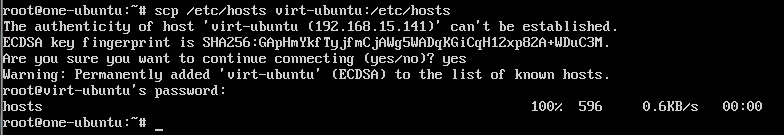 root@one-ubuntu:~# scp /etc/hosts virt-ubuntu:/etc/hosts
The authenticity of host 'virt-ubuntu (192.168.15.141)' can't be established.
ECDSA key fingerprint is SHA256:GApHmYkfTyjfmCjAWg5WADqKGiCqH12xp82A+WDuC3M.
Are you sure you want to continue connecting (yes/no)? yes
Warning: Permanently added 'virt-ubuntu' (ECDSA) to the list of known hosts.
root@virt-ubuntu's password:
hosts 100% 596 0.6KB/s 00:00
root@one-ubuntu:~# _